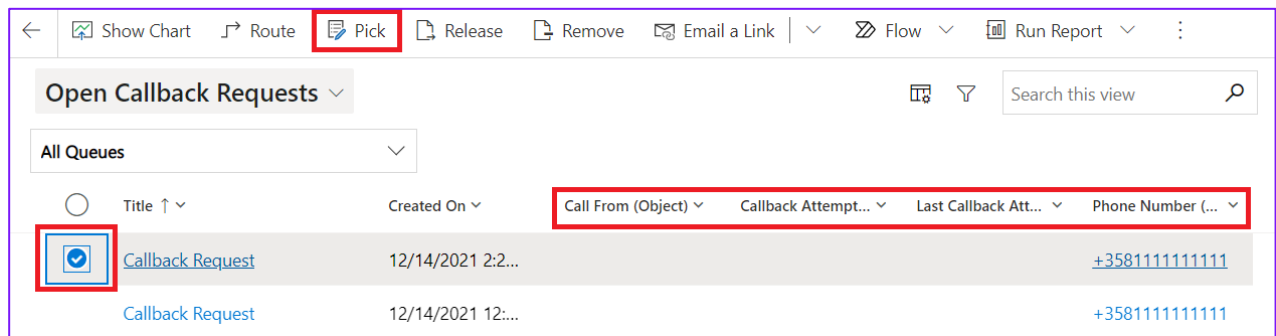 Show Chart Route Pick Release Remove Email a Link Flow Run Report
Open Callback Requests
Search this view
All Queues
Title ↑ Created On Call From (Object) Callback Attempt... Last Callback Att... Phone Number (...
Callback Request 12/14/2021 2:2... +3581111111111
Callback Request 12/14/2021 12:... +3581111111111